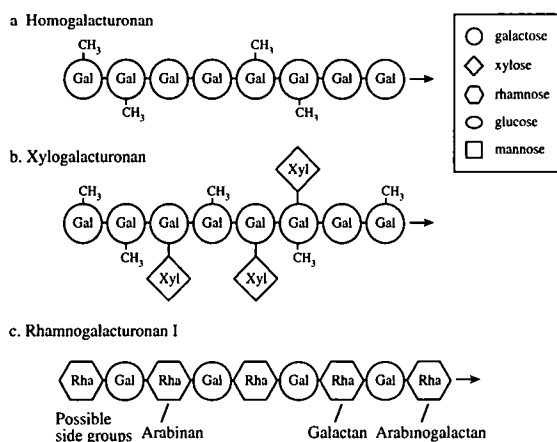 a Homogalacturonan
CH3 CH3
Gal Gal Gal Gal Gal Gal Gal Gal
CH3 CH3
b. Xylogalacturonan
Xyl
CH3 CH3 CH3
Gal Gal Gal Gal Gal Gal Gal Gal
CH3 CH3
Xyl Xyl
c. Rhamnogalacturonan I
Rha Gal Rha Gal Rha Gal Rha Gal Rha
Possible
side groups Arabinan Galactan Arabinogalactan
galactose
xylose
rhamnose
glucose
mannose